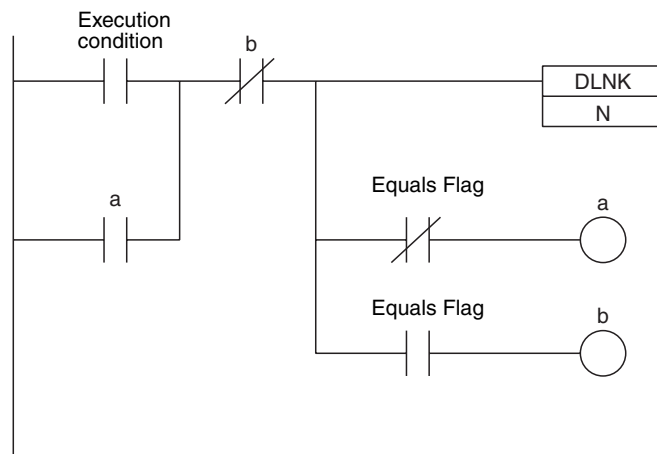 Execution
condition
b
DLNK
N
a
Equals Flag
a
Equals Flag
b